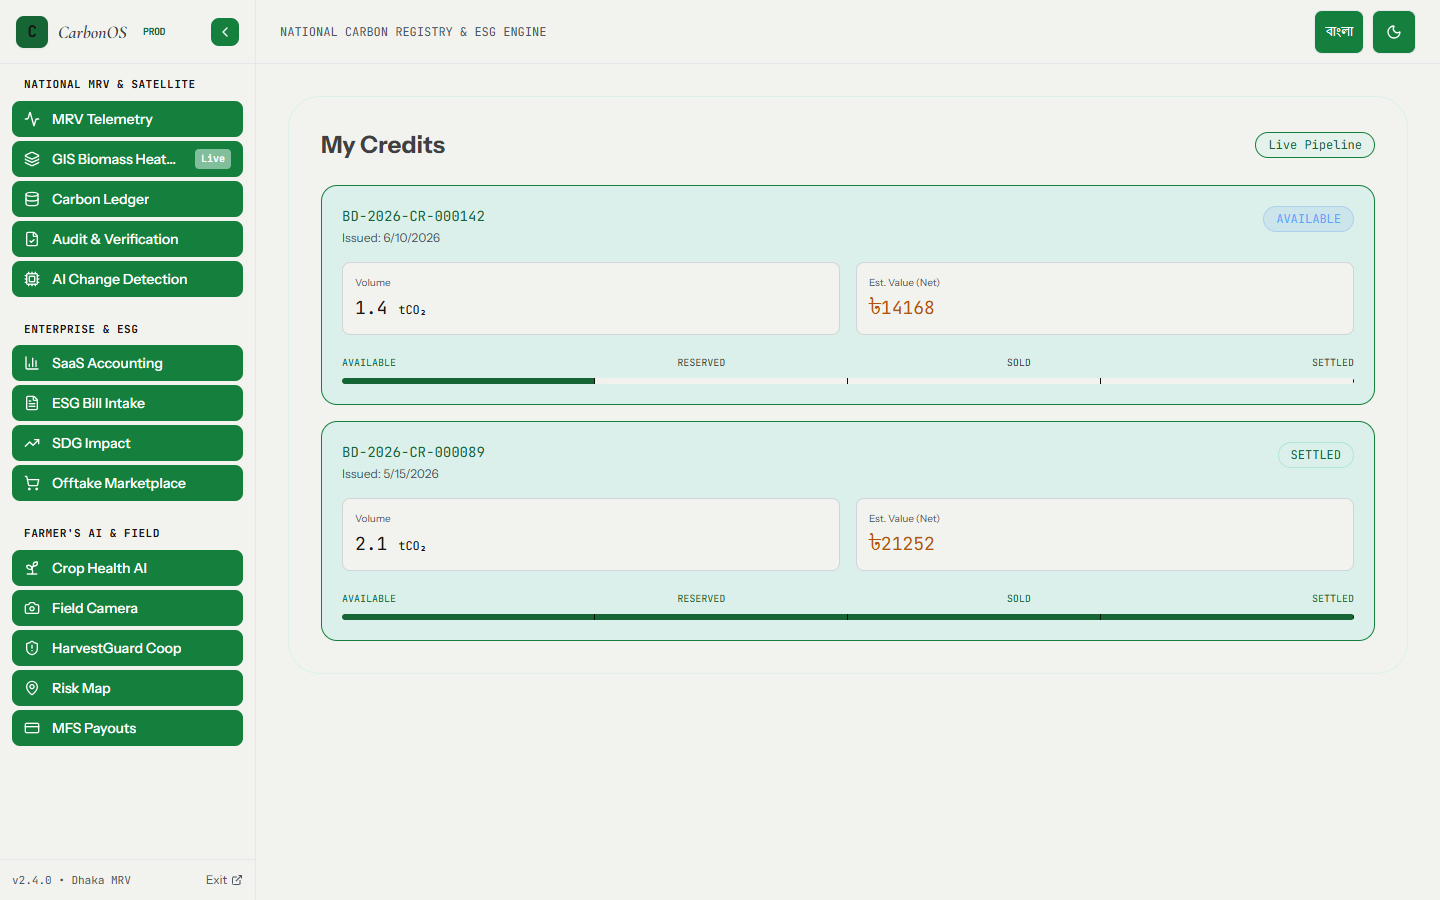 C CarbonOS PROD
NATIONAL CARBON REGISTRY & ESG ENGINE
বাংলা
NATIONAL MRV & SATELLITE
MRV Telemetry
GIS Biomass Heat... Live
Carbon Ledger
Audit & Verification
AI Change Detection
ENTERPRISE & ESG
SaaS Accounting
ESG Bill Intake
SDG Impact
Offtake Marketplace
FARMER'S AI & FIELD
Crop Health AI
Field Camera
HarvestGuard Coop
Risk Map
MFS Payouts
v2.4.0 • Dhaka MRV
Exit
My Credits
Live Pipeline
BD-2026-CR-000142
Issued: 6/10/2026
AVAILABLE
Volume
1.4 tCO₂
Est. Value (Net)
৳14168
AVAILABLE RESERVED SOLD SETTLED
BD-2026-CR-000089
Issued: 5/15/2026
SETTLED
Volume
2.1 tCO₂
Est. Value (Net)
৳21252
AVAILABLE RESERVED SOLD SETTLED